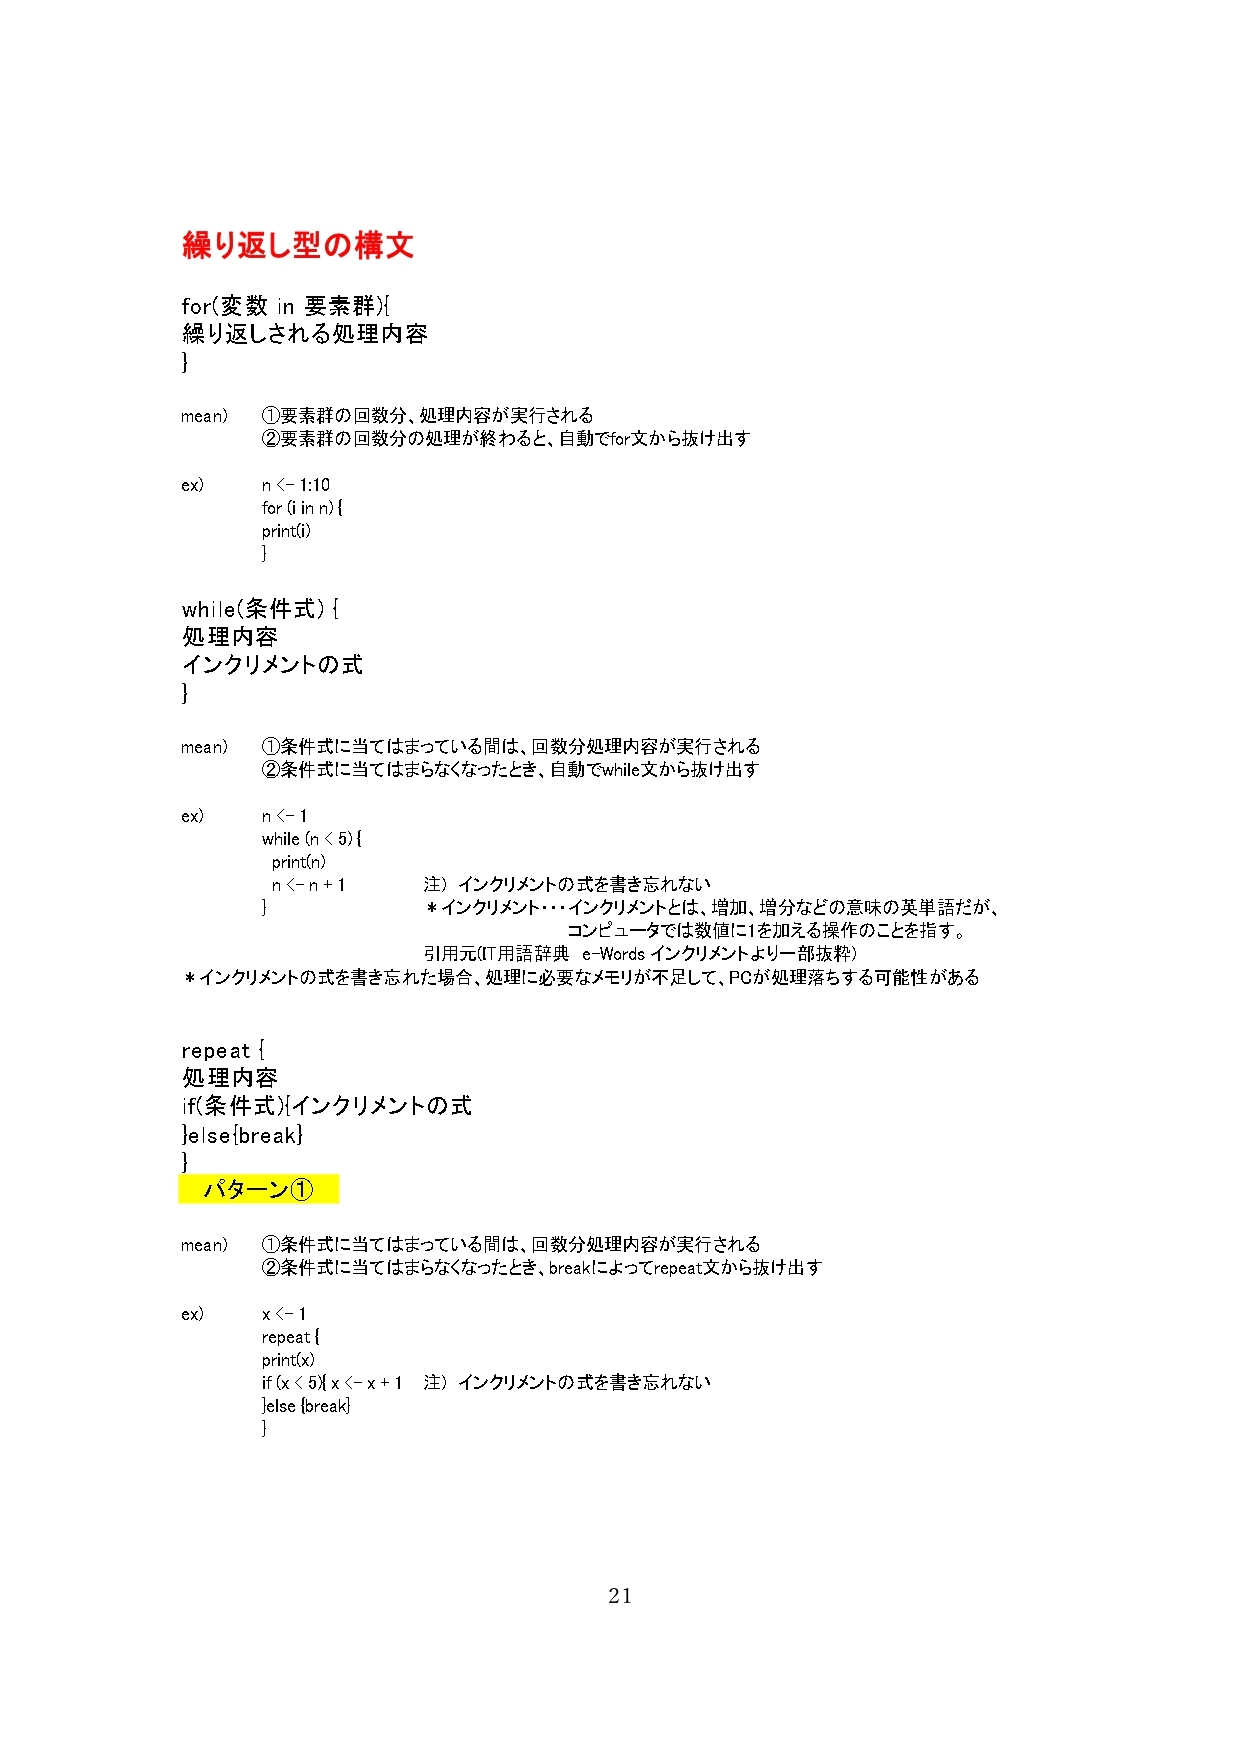 繰り返し型の構文
for(変数 in 要素群){
繰り返しされる処理内容
}
mean) ①要素群の回数分、処理内容が実行される
②要素群の回数分の処理が終わると、自動でfor文から抜け出す
ex) n <- 1:10
for (i in n) {
print(i)
}
while(条件式) {
処理内容
インクリメントの式
}
mean) ①条件式に当てはまっている間は、回数分処理内容が実行される
②条件式に当てはまらなくなったとき、自動でwhile文から抜け出す
ex) n <- 1
while (n < 5) {
print(n)
n <- n + 1 注) インクリメントの式を書き忘れない
} *インクリメント・・・インクリメントとは、増加、増分などの意味の英単語だが、
コンピュータでは数値に1を加える操作のことを指す。
引用元(IT用語辞典 e-Words インクリメントより一部抜粋)
*インクリメントの式を書き忘れた場合、処理に必要なメモリが不足して、PCが処理落ちする可能性がある
repeat {
処理内容
if(条件式){インクリメントの式
}else{break}
}
パターン①
mean) ①条件式に当てはまっている間は、回数分処理内容が実行される
②条件式に当てはまらなくなったとき、breakによってrepeat文から抜け出す
ex) x <- 1
repeat {
print(x)
if (x < 5){ x <- x + 1 注) インクリメントの式を書き忘れない
}else {break}
}
21